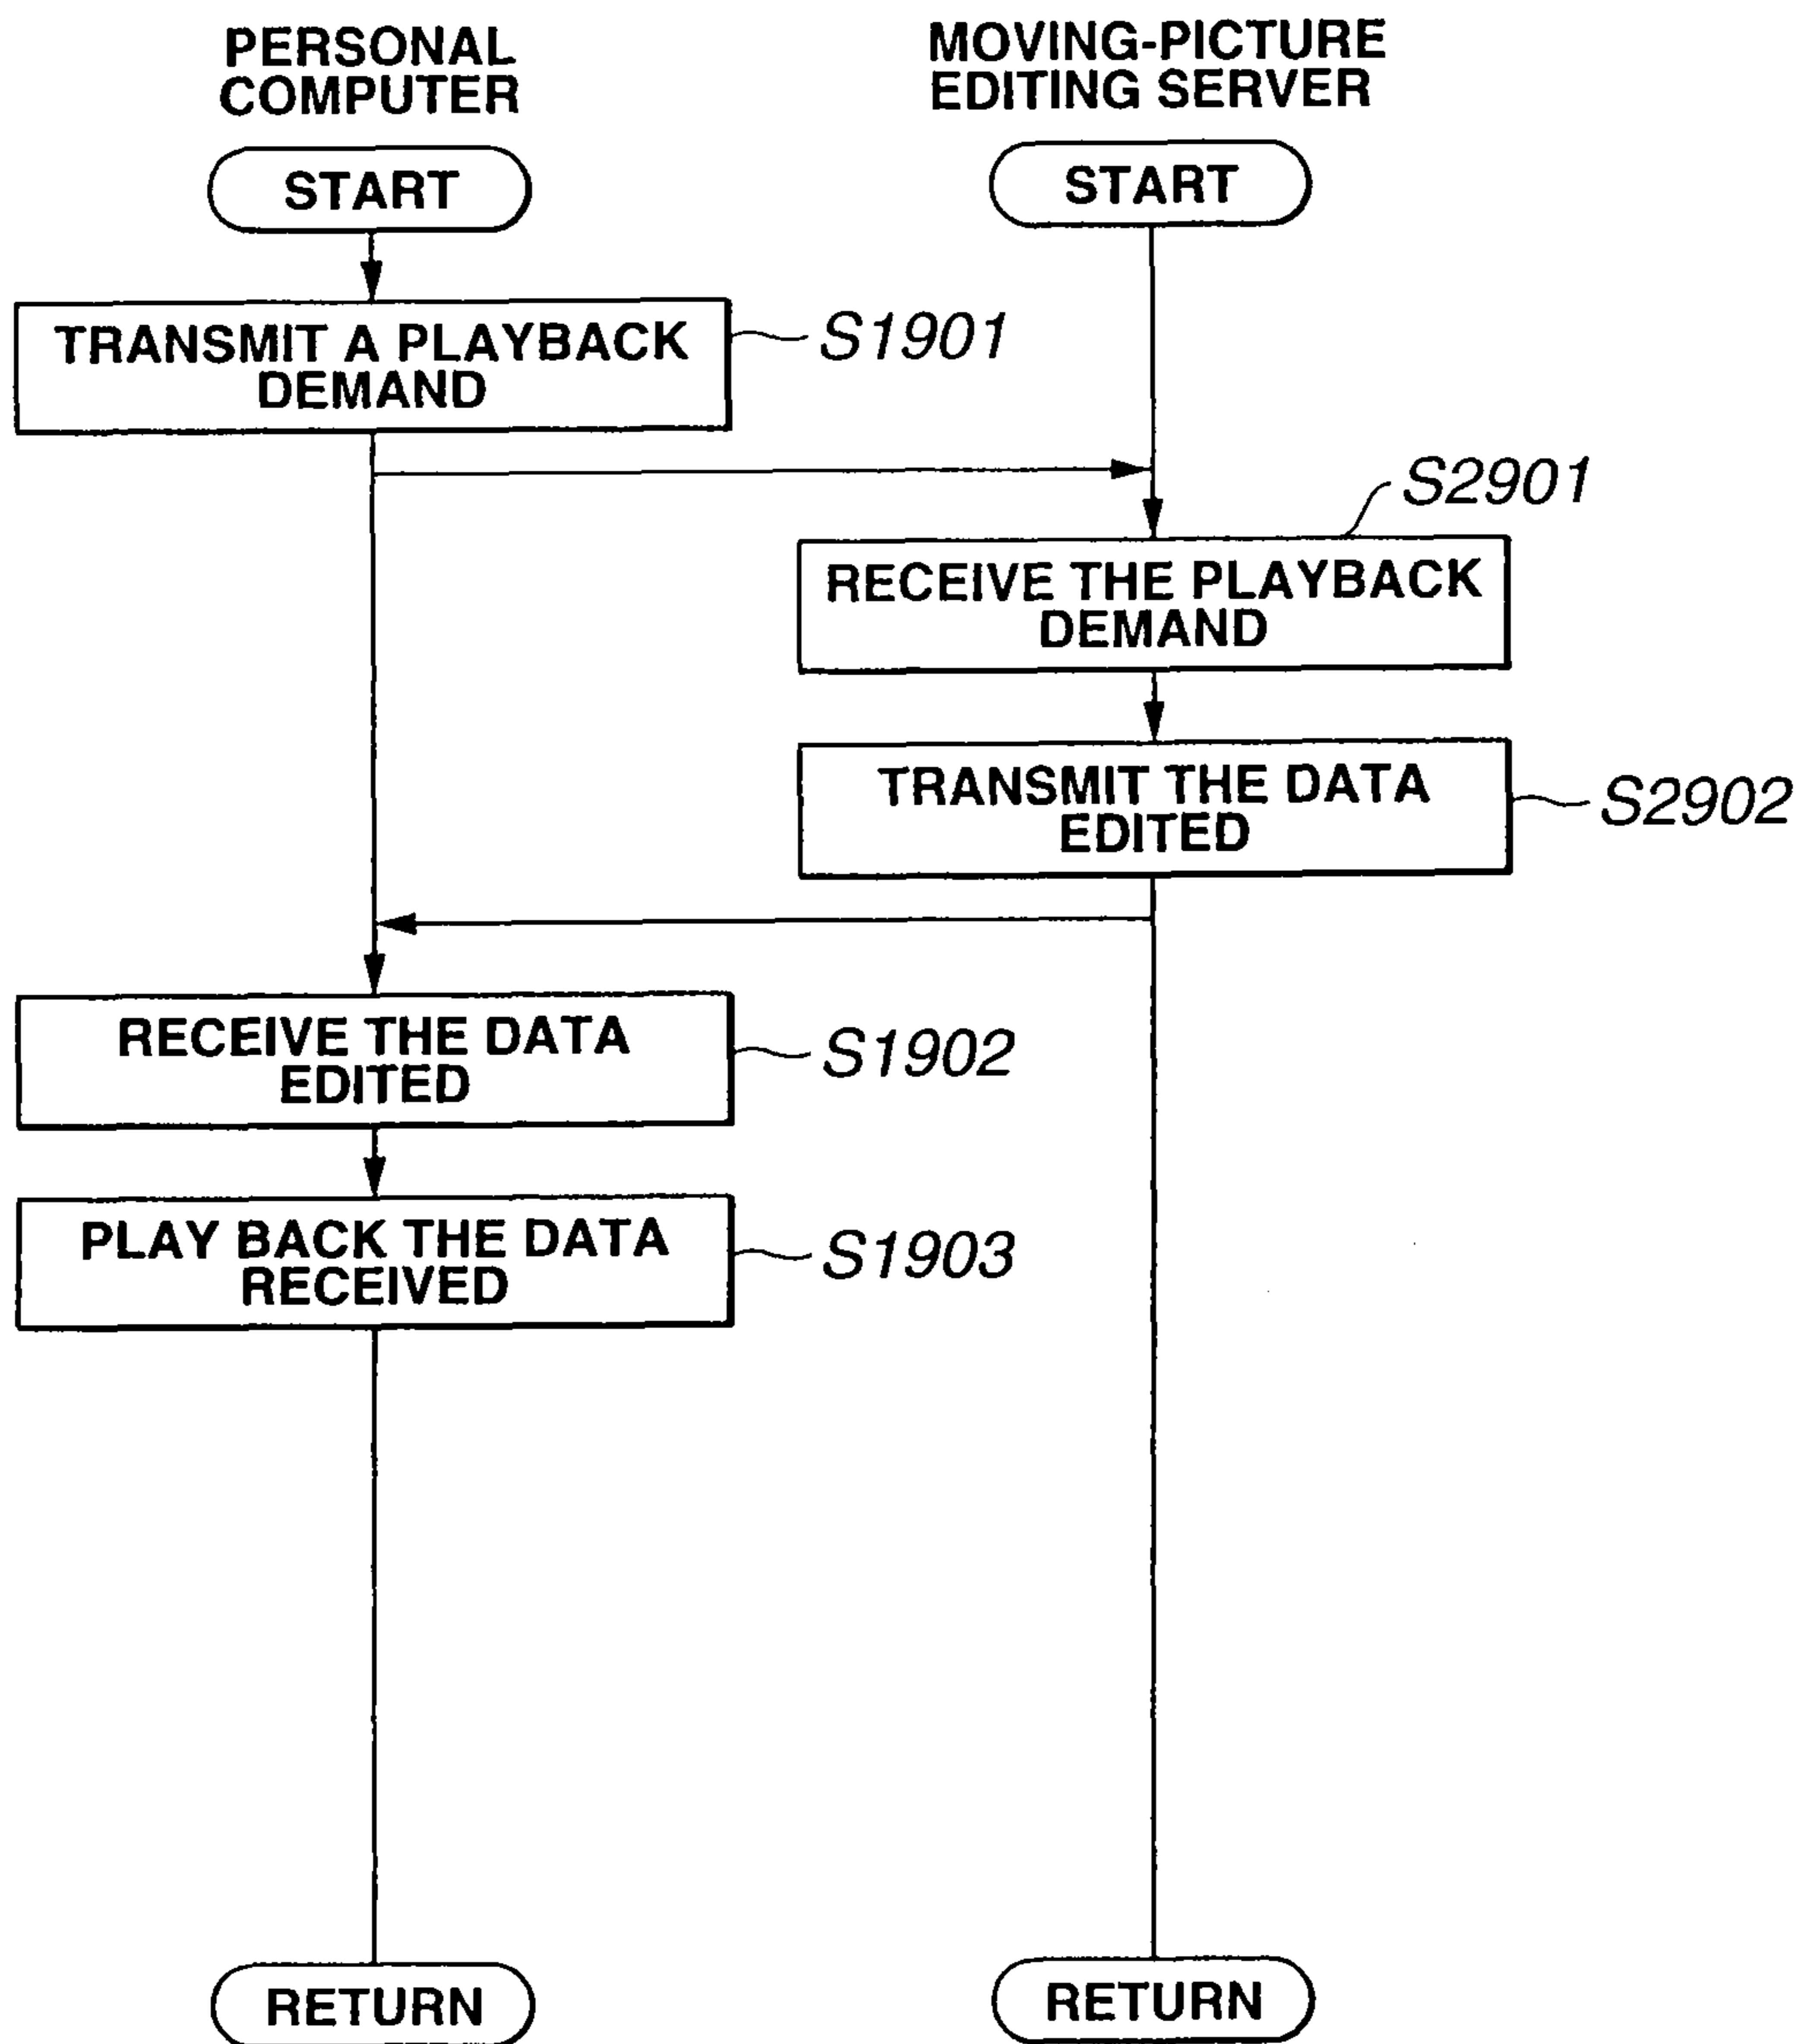 PERSONAL
COMPUTER
MOVING-PICTURE
EDITING SERVER
START
START
TRANSMIT A PLAYBACK
DEMAND
S1901
S2901
RECEIVE THE PLAYBACK
DEMAND
TRANSMIT THE DATA
EDITED
S2902
RECEIVE THE DATA
EDITED
S1902
PLAY BACK THE DATA
RECEIVED
S1903
RETURN
RETURN